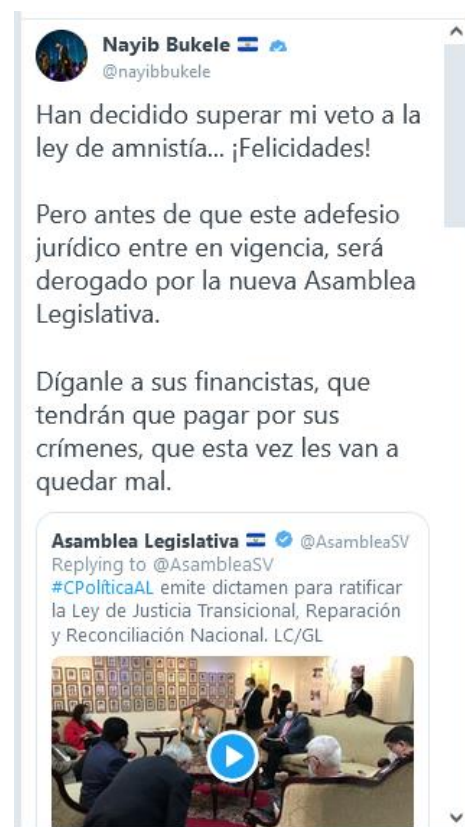 Nayib Bukele
@nayibbukele
Han decidido superar mi veto a la
ley de amnistía... ¡Felicidades!
Pero antes de que este adefesio
jurídico entre en vigencia, será
derogado por la nueva Asamblea
Legislativa.
Díganle a sus financistas, que
tendrán que pagar por sus
crímenes, que esta vez les van a
quedar mal.
Asamblea Legislativa @AsambleaSV
Replying to @AsambleaSV
#CPolíticaAL emite dictamen para ratificar
la Ley de Justicia Transicional, Reparación
y Reconciliación Nacional. LC/GL